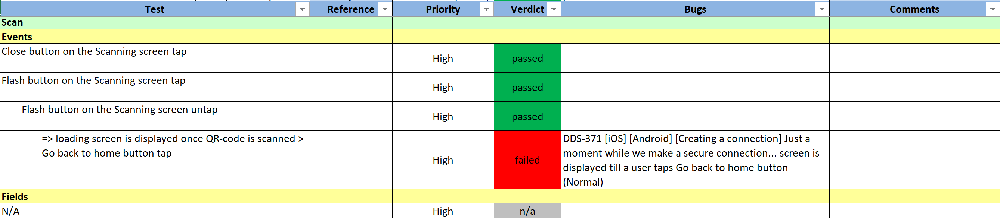 Test Reference Priority Verdict Bugs Comments
Scan
Events
Close button on the Scanning screen tap High passed
Flash button on the Scanning screen tap High passed
Flash button on the Scanning screen untap High passed
=> loading screen is displayed once QR-code is scanned >
Go back to home button tap
High
failed
DDS-371 [iOS] [Android] [Creating a connection] Just a
moment while we make a secure connection... screen is
displayed till a user taps Go back to home button
(Normal)
Fields
N/A High n/a